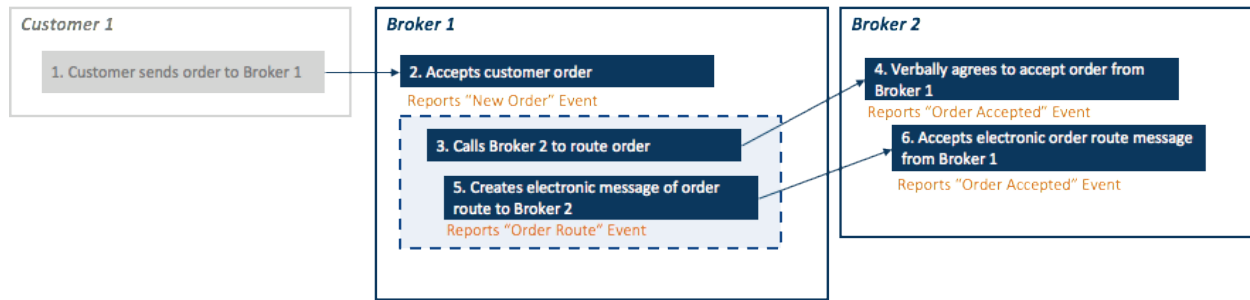 Customer 1
1. Customer sends order to Broker 1
Broker 1
2. Accepts customer order
Reports "New Order" Event
3. Calls Broker 2 to route order
5. Creates electronic message of order
route to Broker 2
Reports "Order Route" Event
Broker 2
4. Verbally agrees to accept order from
Broker 1
Reports "Order Accepted" Event
6. Accepts electronic order route message
from Broker 1
Reports "Order Accepted" Event